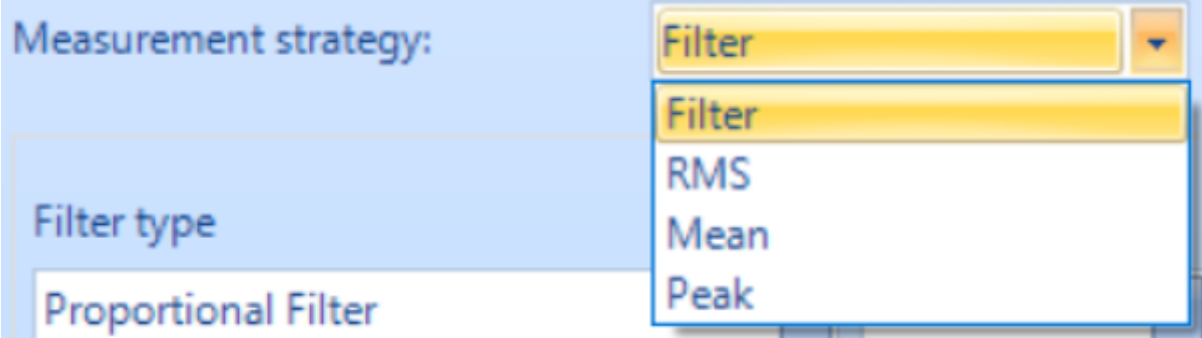 Measurement strategy: Filter
Filter
RMS
Mean
Peak
Filter type
Proportional Filter